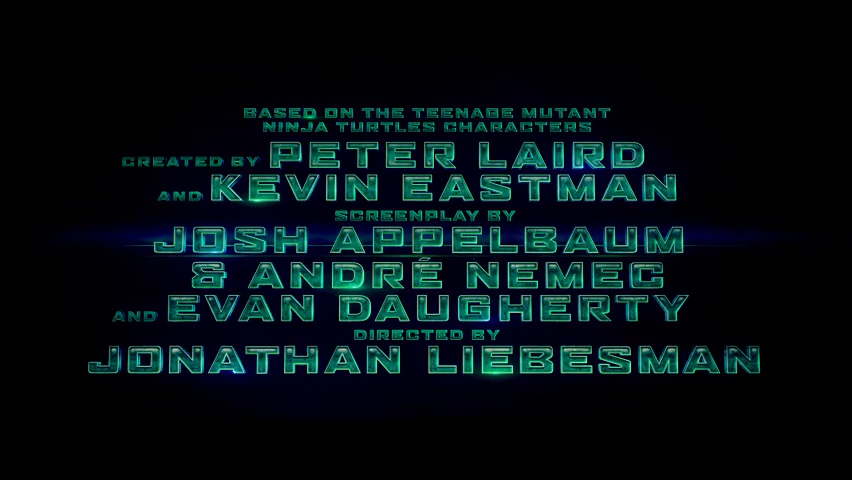 BASED ON THE TEENAGE MUTANT
NINJA TURTLES CHARACTERS
CREATED BY PETER LAIRD
AND KEVIN EASTMAN
SCREENPLAY BY
JOSH APPELBAUM
& ANDRÉ NEMEC
AND EVAN DAUGHERTY
DIRECTED BY
JONATHAN LIEBESMAN